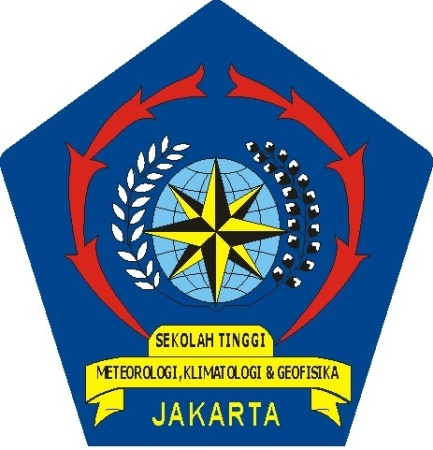 SEKOLAH TINGGI
METEOROLOGI, KLIMATOLOGI & GEOFISIKA
JAKARTA